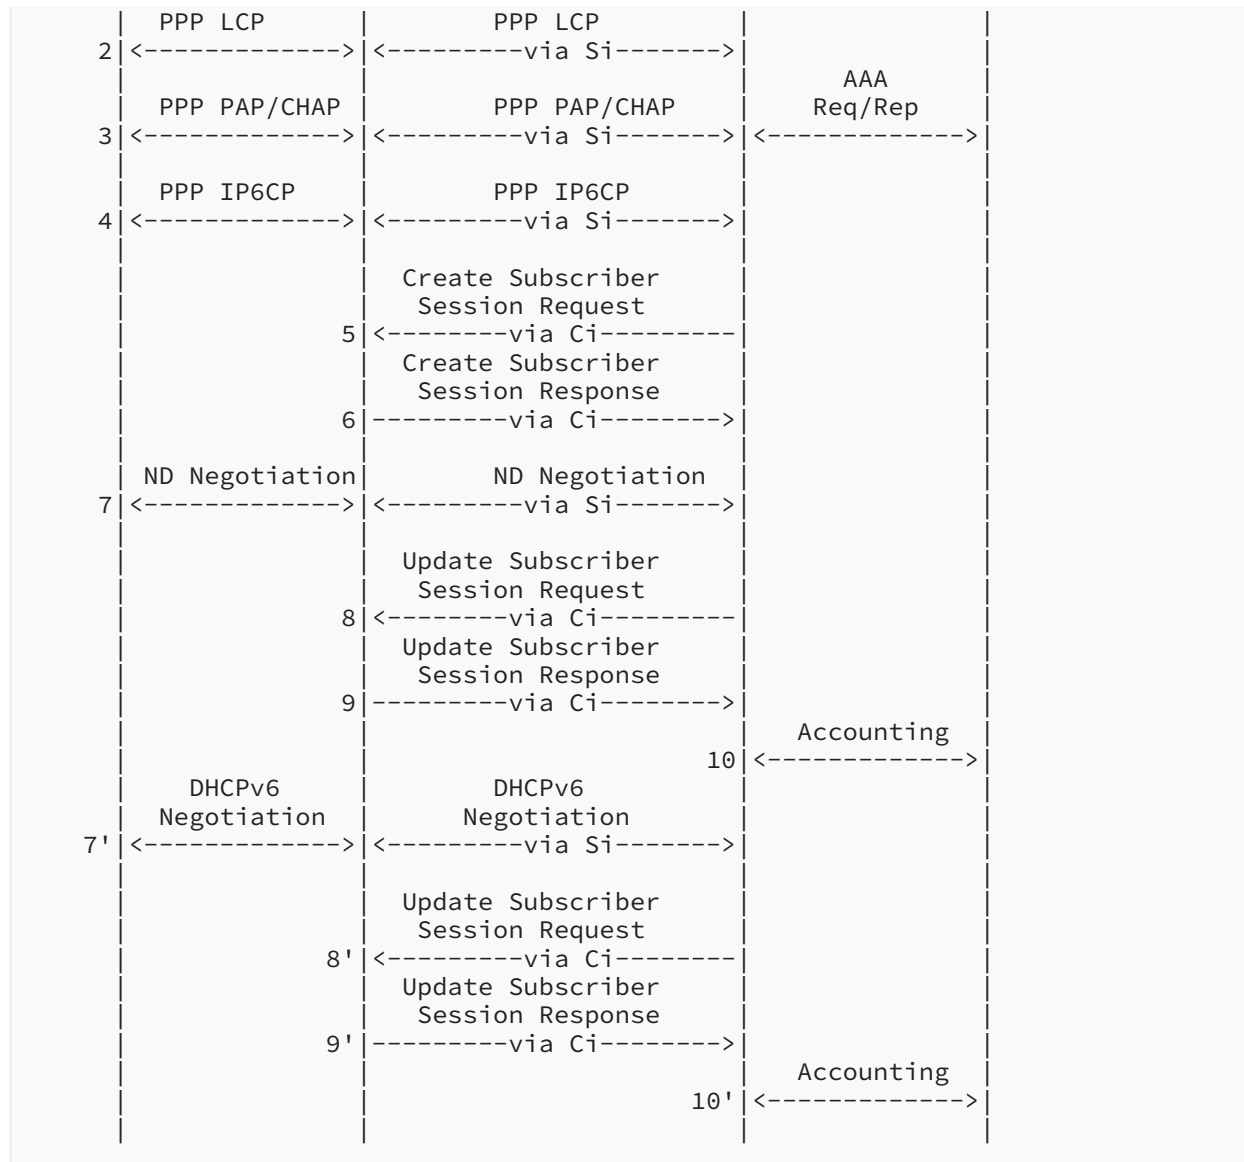 |  PPP LCP      |        PPP LCP         |               |
2|<------------->|<---------via Si------->|               |
|               |                        |      AAA      |
|  PPP PAP/CHAP |        PPP PAP/CHAP    |    Req/Rep    |
3|<------------->|<---------via Si------->|<------------->|
|               |                        |               |
|  PPP IP6CP    |        PPP IP6CP       |               |
4|<------------->|<---------via Si------->|               |
|               |                        |               |
|               |  Create Subscriber     |               |
|               |   Session Request      |               |
|              5|<--------via Ci---------|               |
|               |  Create Subscriber     |               |
|               |   Session Response     |               |
|              6|---------via Ci-------->|               |
|               |                        |               |
| ND Negotiation|        ND Negotiation  |               |
7|<------------->|<---------via Si------->|               |
|               |                        |               |
|               |  Update Subscriber     |               |
|               |   Session Request      |               |
|              8|<--------via Ci---------|               |
|               |  Update Subscriber     |               |
|               |   Session Response     |               |
|              9|---------via Ci-------->|               |
|               |                        |   Accounting  |
|               |                      10|<------------->|
|    DHCPv6     |        DHCPv6          |               |
|  Negotiation  |      Negotiation       |               |
7'|<------------->|<---------via Si------->|               |
|               |                        |               |
|               |  Update Subscriber     |               |
|               |   Session Request      |               |
|             8'|<--------via Ci---------|               |
|               |  Update Subscriber     |               |
|               |   Session Response     |               |
|             9'|---------via Ci-------->|               |
|               |                        |   Accounting  |
|               |                     10'|<------------->|
|               |                        |               |